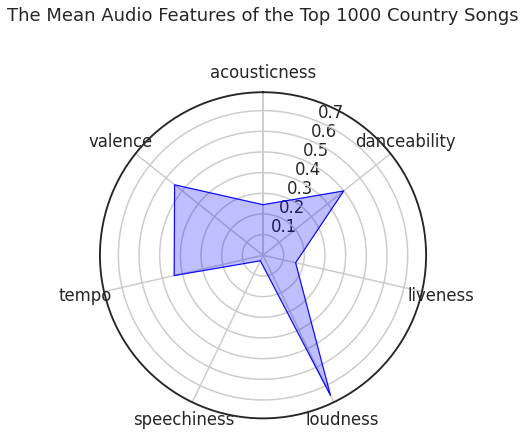 The Mean Audio Features of the Top 1000 Country Songs
acousticness
0.7
0.6
valence
danceability
0.5
0.4
0.3
0.2
0.1
tempo
liveness
speechiness
loudness